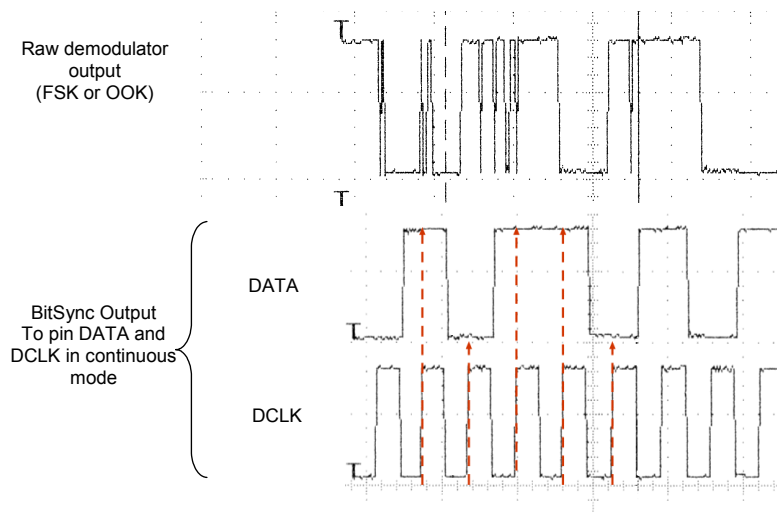 Raw demodulator
output
(FSK or OOK)
DATA
BitSync Output
To pin DATA and
DCLK in continuous
mode
DCLK